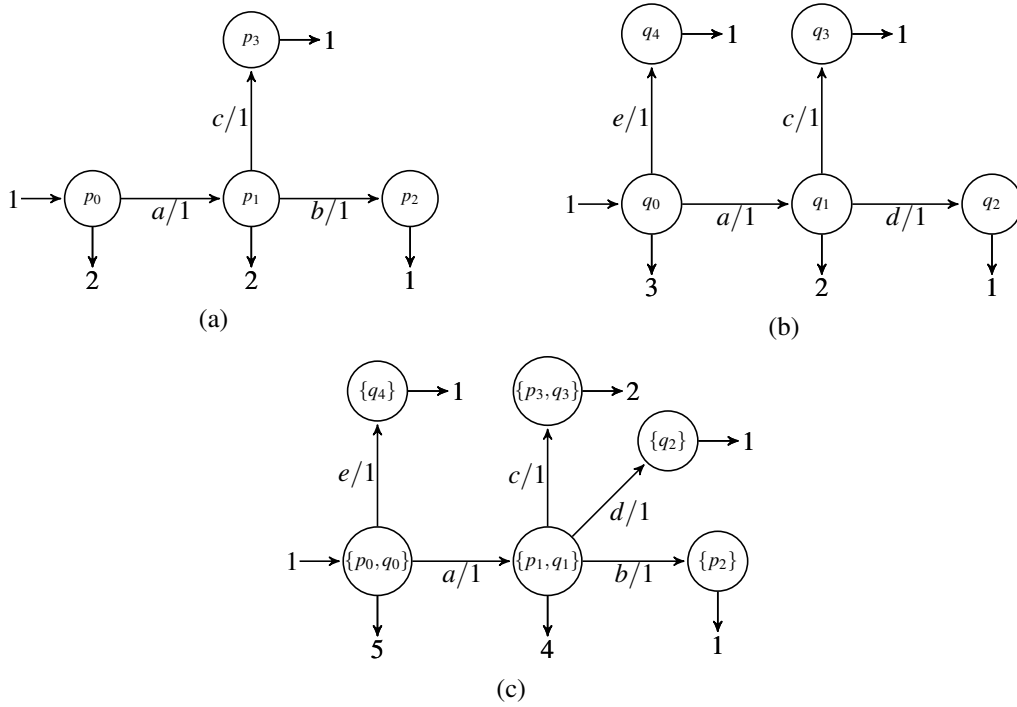 p3 1
c/1
1 p0 a/1 p1 b/1 p2
2 2 1
(a)
q4 1 q3 1
e/1 c/1
1 q0 a/1 q1 d/1 q2
3 2 1
(b)
{q4} 1 {p3,q3} 2
{q2} 1
e/1 c/1 d/1
1 {p0,q0} a/1 {p1,q1} b/1 {p2}
5 4 1
(c)